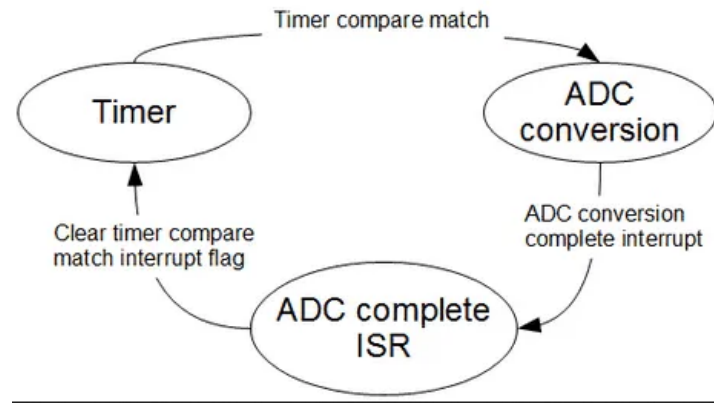 Timer compare match
Timer
ADC
conversion
ADC conversion
complete interrupt
Clear timer compare
match interrupt flag
ADC complete
ISR